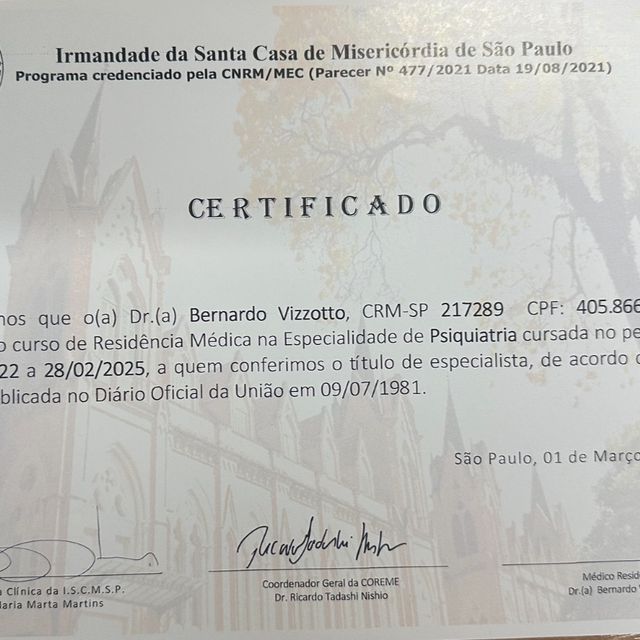 Irmandade da Santa Casa de Misericórdia de São Paulo
Programa credenciado pela CNRM/MEC (Parecer Nº 477/2021 Data 19/08/2021)
CERTIFICADO
mos que o(a) Dr.(a) Bernardo Vizzotto, CRM-SP 217289 CPF: 405.866
o curso de Residência Médica na Especialidade de Psiquiatria cursada no pe
22 a 28/02/2025, a quem conferimos o título de especialista, de acordo
blicada no Diário Oficial da União em 09/07/1981.
São Paulo, 01 de Março
Clínica da I.S.C.M.S.P.
Maria Marta Martins
Coordenador Geral da COREME
Dr. Ricardo Tadashi Nishio
Médico Resid
Dr.(a) Bernardo